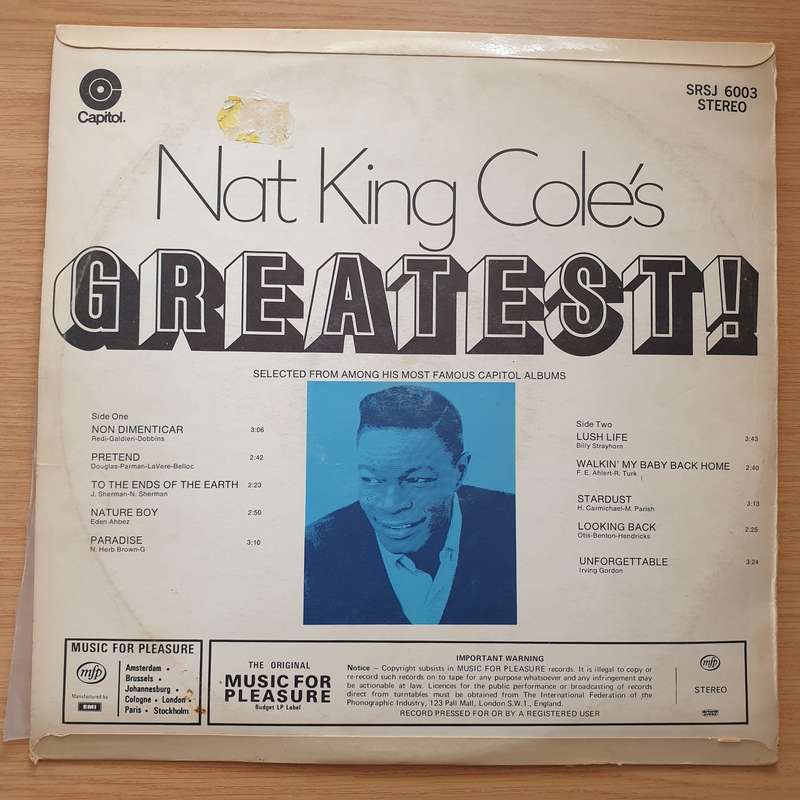 Capitol.
SRSJ 6003
STEREO
Nat King Cole's
GREATEST!
SELECTED FROM AMONG HIS MOST FAMOUS CAPITOL ALBUMS
Side One
NON DIMENTICAR 3:06
Redi-Galdieri-Dobbins
PRETEND 2:42
Douglas-Parman-LaVere-Belloc
TO THE ENDS OF THE EARTH 2:23
J. Sherman-N. Sherman
NATURE BOY 2:50
Eden Ahbez
PARADISE 3:10
N. Herb Brown-G
Side Two
LUSH LIFE 3:43
Billy Strayhorn
WALKIN' MY BABY BACK HOME 2:40
F. E. Ahlert-R. Turk
STARDUST 3:13
H. Carmichael-M. Parish
LOOKING BACK 2:25
Otis-Benton-Hendricks
UNFORGETTABLE 3:24
Irving Gordon
MUSIC FOR PLEASURE
mfp
Manufactured by
EMI
Amsterdam •
Brussels •
Johannesburg •
Cologne • London •
Paris • Stockholm
THE ORIGINAL
MUSIC FOR
PLEASURE
Budget LP Label
IMPORTANT WARNING
Notice – Copyright subsists in MUSIC FOR PLEASURE records. It is illegal to copy or
re-record such records on to tape for any purpose whatsoever and any infringement may
be actionable at law. Licences for the public performance or broadcasting of records
direct from turntables must be obtained from The International Federation of the
Phonographic Industry, 123 Pall Mall, London S.W.1., England.
RECORD PRESSED FOR OR BY A REGISTERED USER
mfp
STEREO